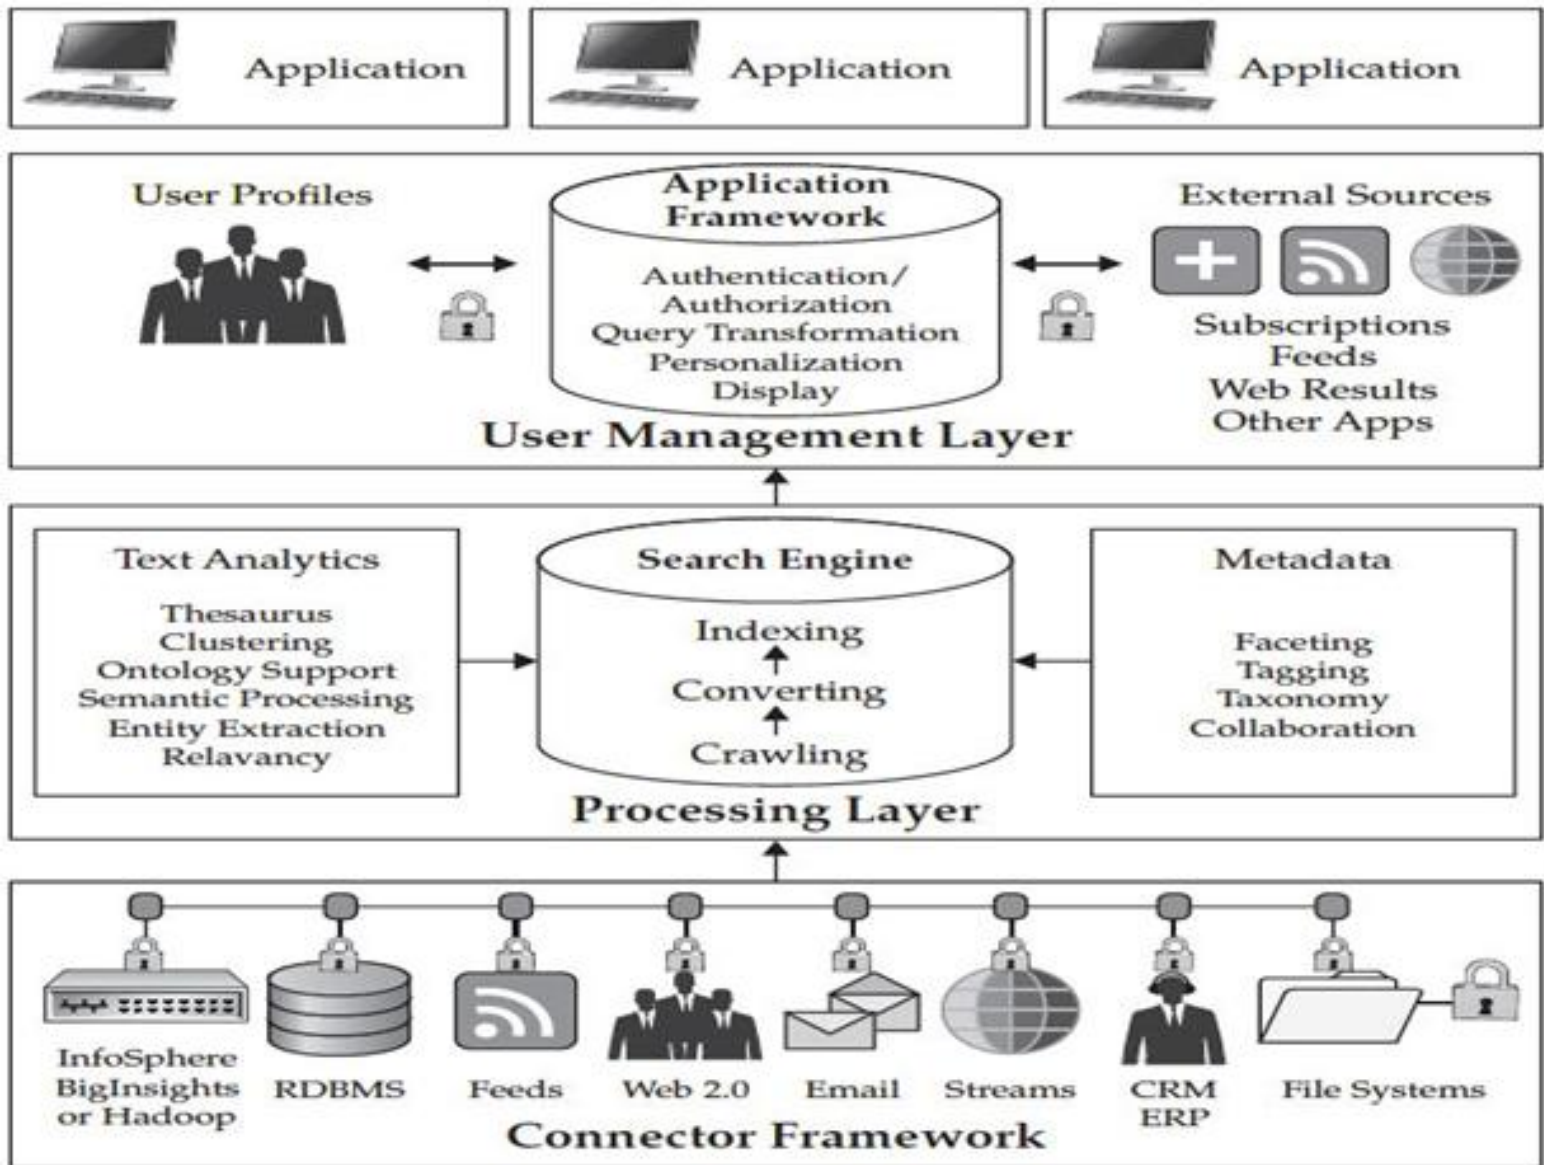 Application
Application
Application
User Profiles
Application
Framework
Authentication/
Authorization
Query Transformation
Personalization
Display
External Sources
Subscriptions
Feeds
Web Results
Other Apps
User Management Layer
Text Analytics
Thesaurus
Clustering
Ontology Support
Semantic Processing
Entity Extraction
Relavancy
Search Engine
Indexing
Converting
Crawling
Metadata
Faceting
Tagging
Taxonomy
Collaboration
Processing Layer
InfoSphere
BigInsights
or Hadoop
RDBMS
Feeds
Web 2.0
Email
Streams
CRM
ERP
File Systems
Connector Framework